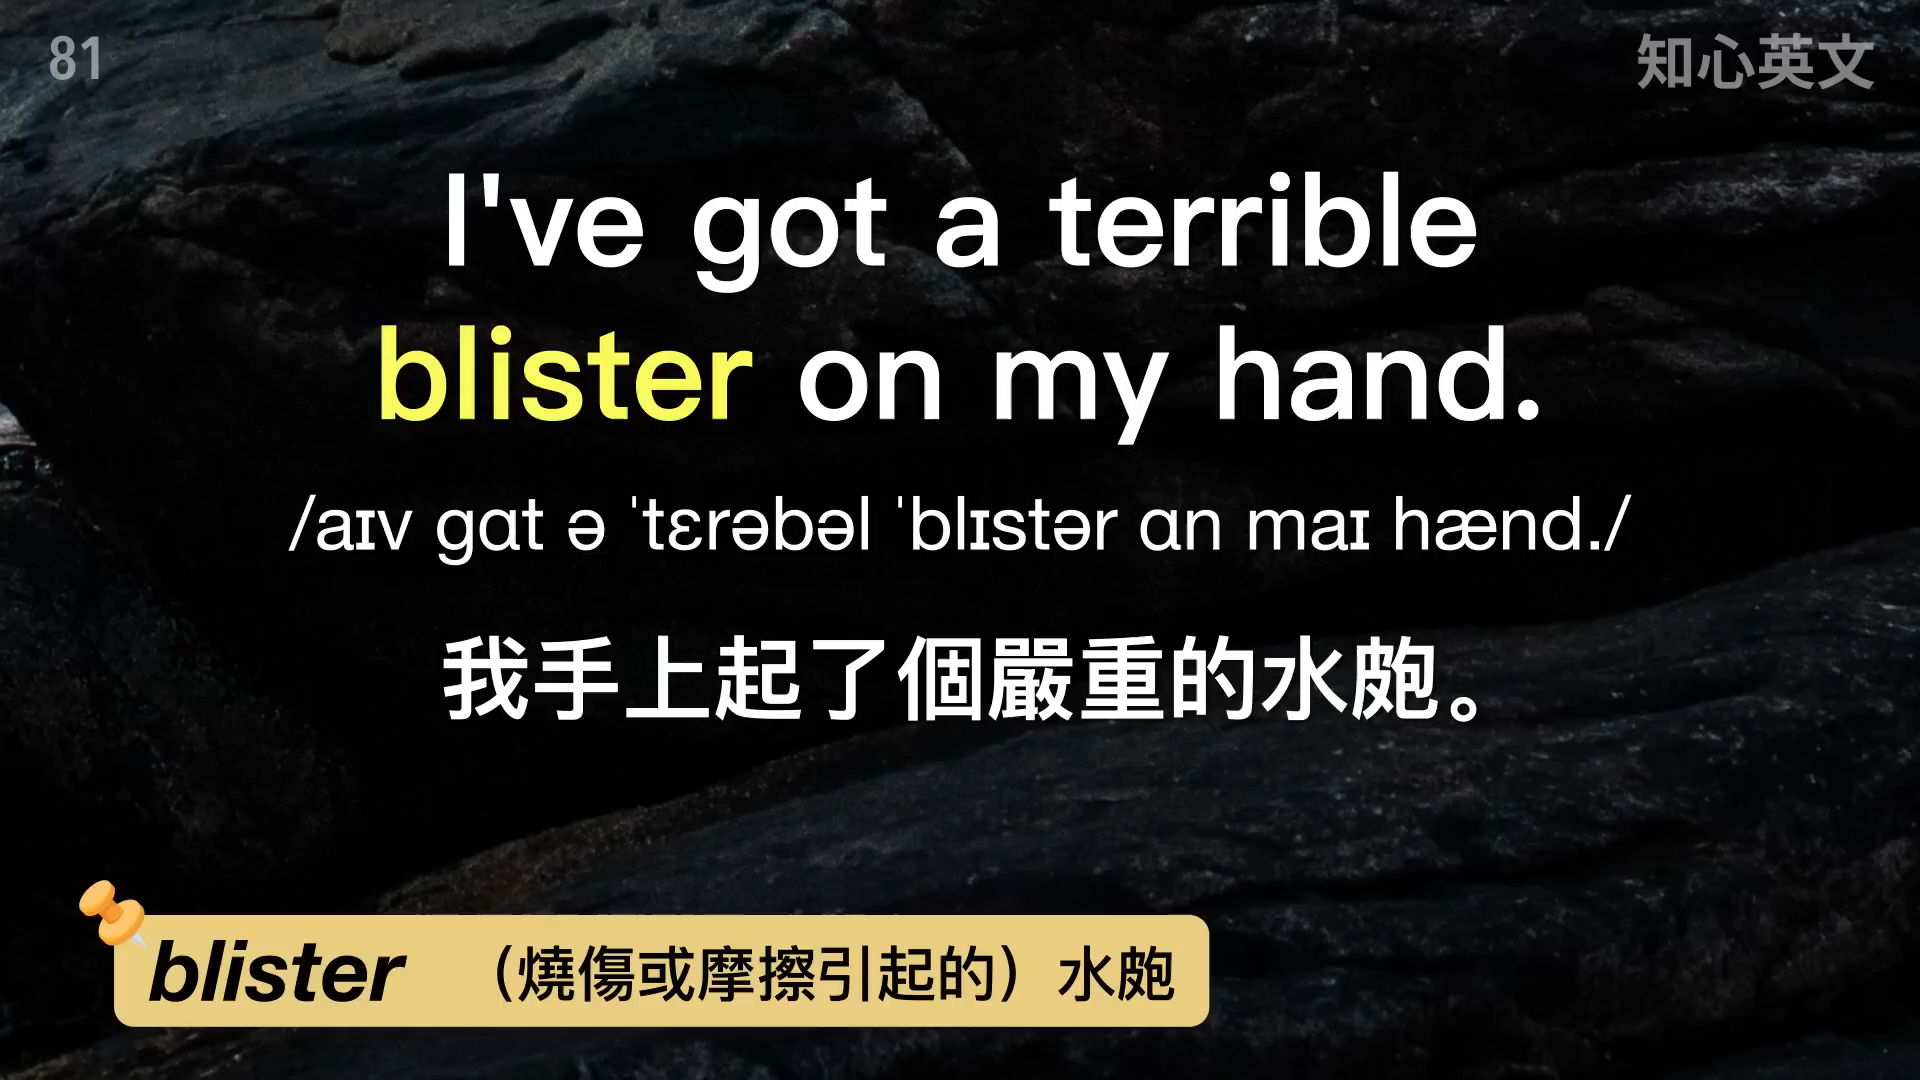 81
知心英文
I've got a terrible
blister on my hand.
/aɪv gɑt ə ˈtɛrəbəl ˈblɪstər ɑn maɪ hænd./
我手上起了個嚴重的水皰。
blister （燒傷或摩擦引起的）水皰